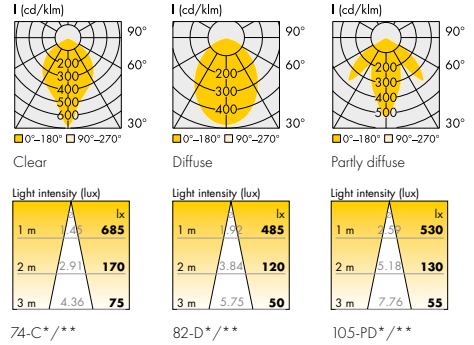 I (cd/klm)
90°
60°
30°
200
300
400
500
600
0°–180° 90°–270°
Clear
I (cd/klm)
90°
60°
30°
200
300
400
0°–180° 90°–270°
Diffuse
I (cd/klm)
90°
60°
30°
200
300
400
500
0°–180° 90°–270°
Partly diffuse
Light intensity (lux)
lx
1 m 1.45 685
2 m 2.91 170
3 m 4.36 75
74-C*/**
Light intensity (lux)
lx
1 m 1.92 485
2 m 3.84 120
3 m 5.75 50
82-D*/**
Light intensity (lux)
lx
1 m 2.59 530
2 m 5.18 130
3 m 7.76 55
105-PD*/**